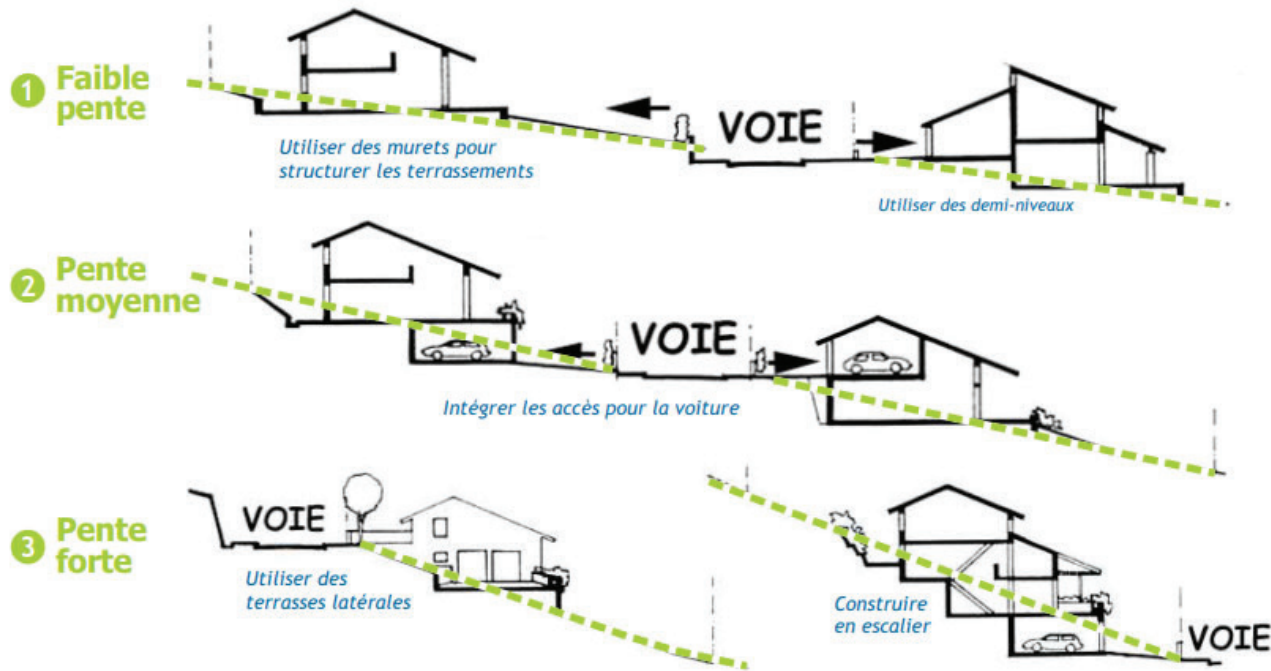 1 Faible
pente
VOIE
Utiliser des murets pour
structurer les terrassements
Utiliser des demi-niveaux
2 Pente
moyenne
VOIE
Intégrer les accès pour la voiture
3 Pente
forte
VOIE
Utiliser des
terrasses latérales
Construire
en escalier
VOIE